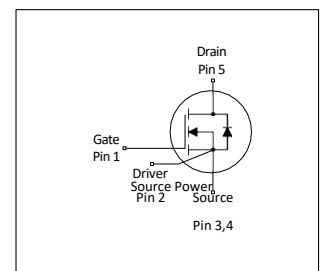 Drain
Pin 5
Gate
Pin 1
Driver
Source Power
Pin 2 Source
Pin 3,4